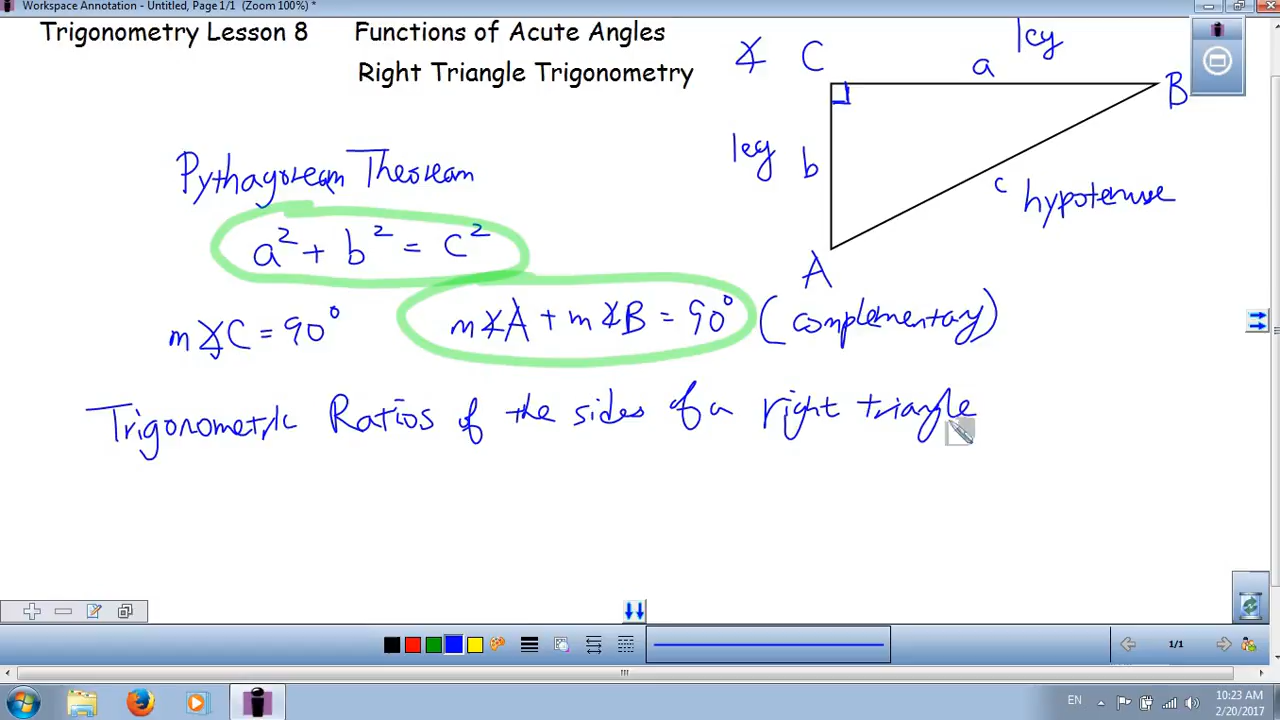 Workspace Annotation - Untitled, Page 1/1 (Zoom 100%) *
Trigonometry Lesson 8 Functions of Acute Angles
Right Triangle Trigonometry
∡ C a leg B
leg b
c hypotenuse
A
Pythagorean Theorem
a² + b² = c²
m∡C = 90° m∡A + m∡B = 90° (complementary)
Trigonometric Ratios of the sides of a right triangle
1/1
EN
10:23 AM
2/20/2017